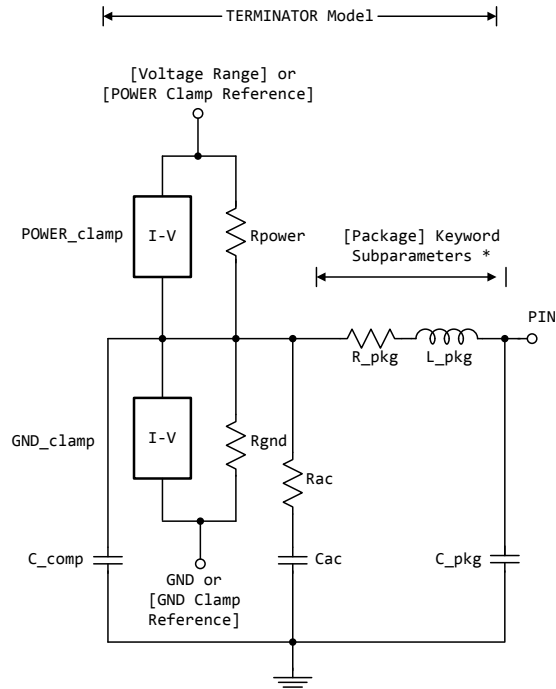 TERMINATOR Model
[Voltage Range] or
[POWER Clamp Reference]
POWER_clamp
I-V
Rpower
[Package] Keyword
Subparameters *
PIN
R_pkg
L_pkg
GND_clamp
I-V
Rgnd
Rac
C_comp
Cac
C_pkg
GND or
[GND Clamp
Reference]